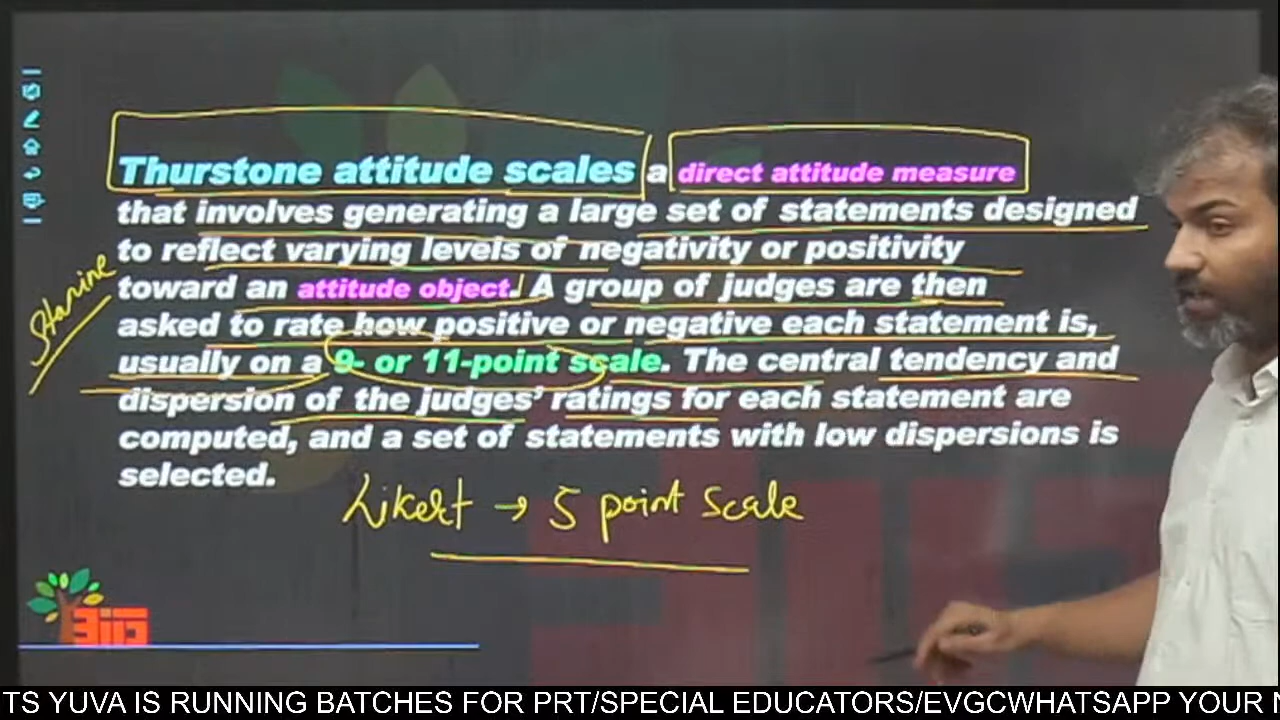 Thurstone attitude scales a direct attitude measure
that involves generating a large set of statements designed
to reflect varying levels of negativity or positivity
toward an attitude object. A group of judges are then
asked to rate how positive or negative each statement is,
usually on a 9- or 11-point scale. The central tendency and
dispersion of the judges' ratings for each statement are
computed, and a set of statements with low dispersions is
selected.
Likert → 5 point scale
TS YUVA IS RUNNING BATCHES FOR PRT/SPECIAL EDUCATORS/EVGCWHATSAPP YOUR